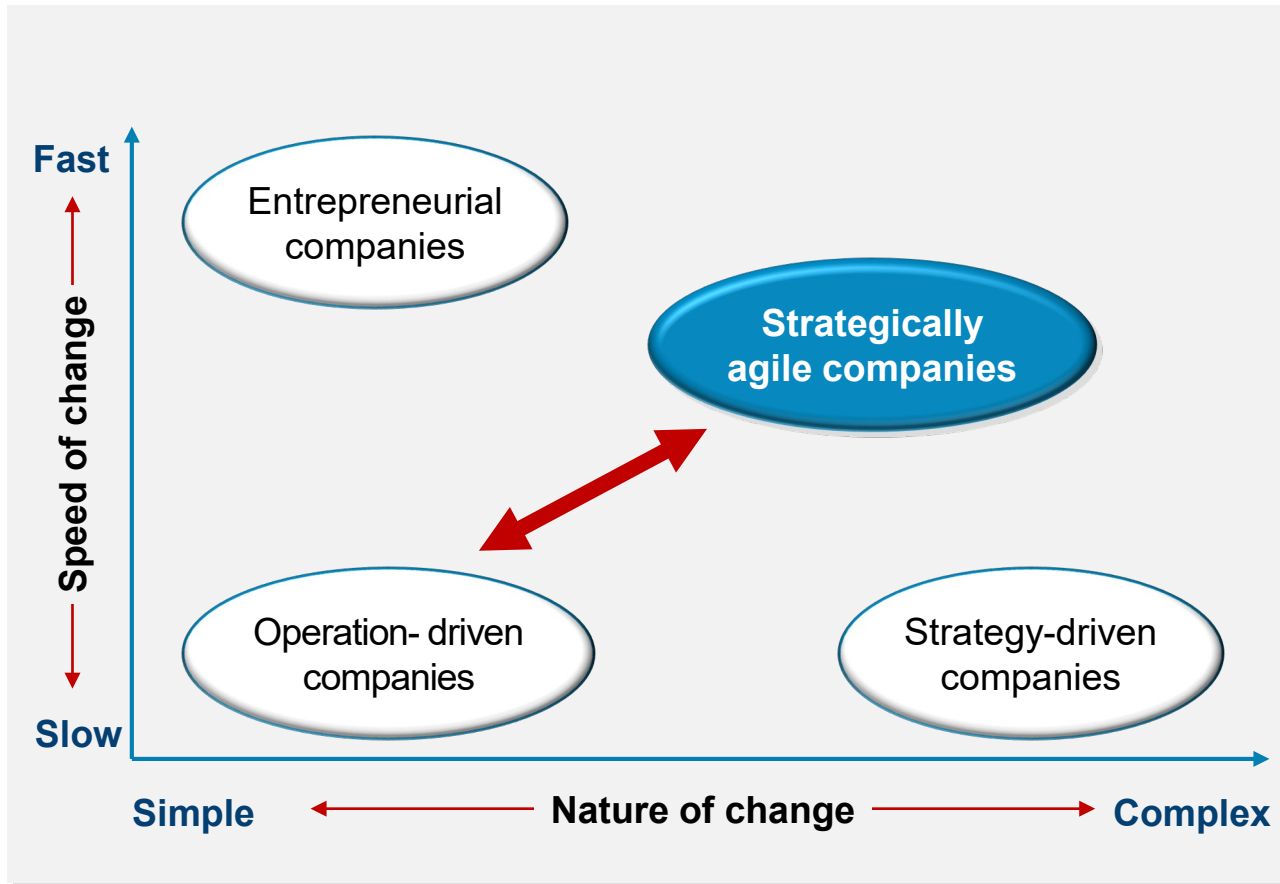 Fast
Entrepreneurial
companies
Strategically
agile companies
Speed of change
Operation- driven
companies
Strategy-driven
companies
Slow
Simple
Nature of change
Complex